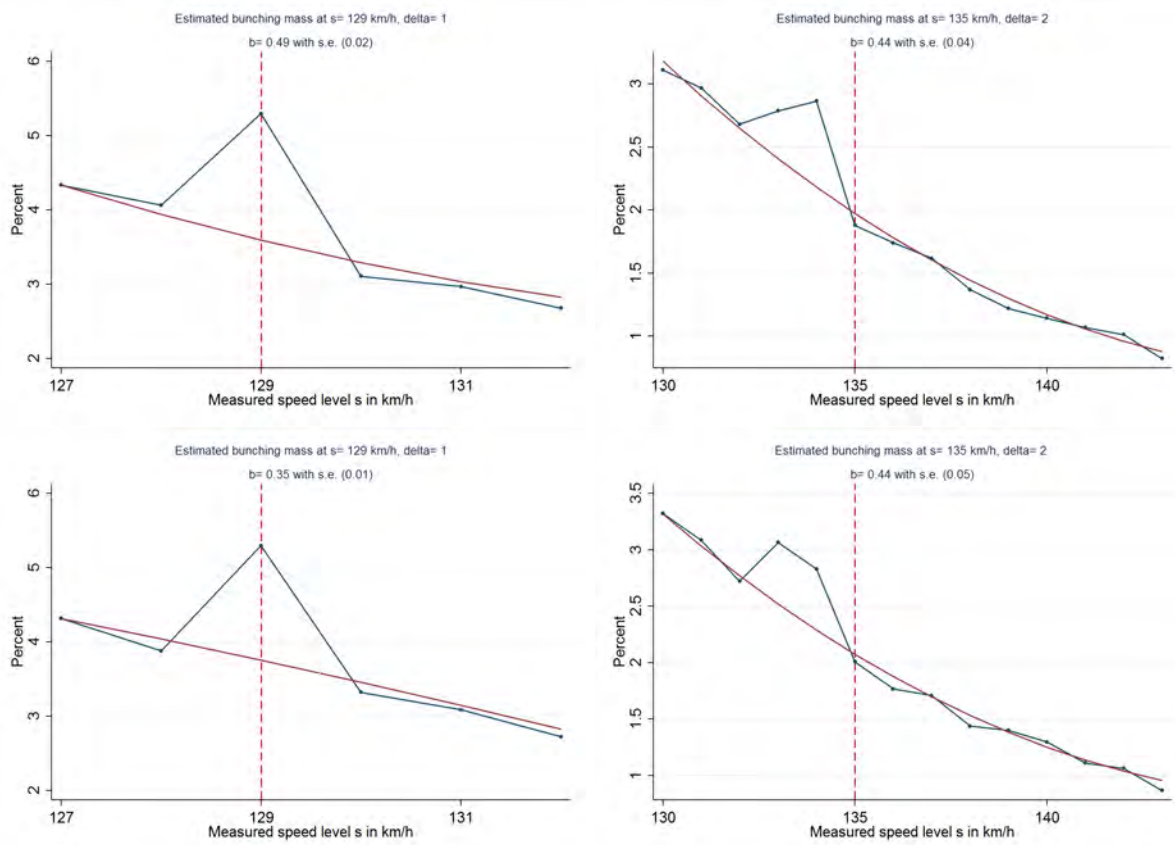 Estimated bunching mass at s= 129 km/h, delta= 1
b= 0.49 with s.e. (0.02)
6
5
4
3
2
Percent
127
129
131
Measured speed level s in km/h
Estimated bunching mass at s= 135 km/h, delta= 2
b= 0.44 with s.e. (0.04)
3
2.5
2
1.5
1
Percent
130
135
140
Measured speed level s in km/h
Estimated bunching mass at s= 129 km/h, delta= 1
b= 0.35 with s.e. (0.01)
6
5
4
3
2
Percent
127
129
131
Measured speed level s in km/h
Estimated bunching mass at s= 135 km/h, delta= 2
b= 0.44 with s.e. (0.05)
3.5
3
2.5
2
1.5
1
Percent
130
135
140
Measured speed level s in km/h